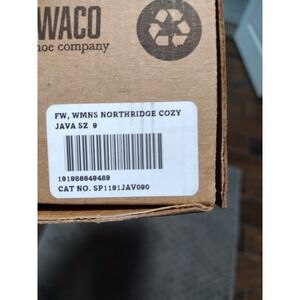 WACO
hoe company
FW, WMNS NORTHRIDGE COZY
JAVA SZ 9
191986649489
CAT NO. SP1191JAV090